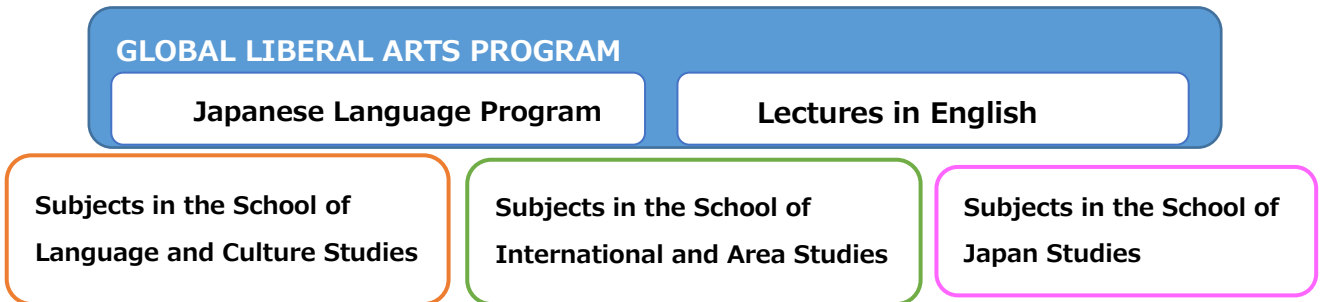 GLOBAL LIBERAL ARTS PROGRAM
Japanese Language Program
Lectures in English
Subjects in the School of
Language and Culture Studies
Subjects in the School of
International and Area Studies
Subjects in the School of
Japan Studies